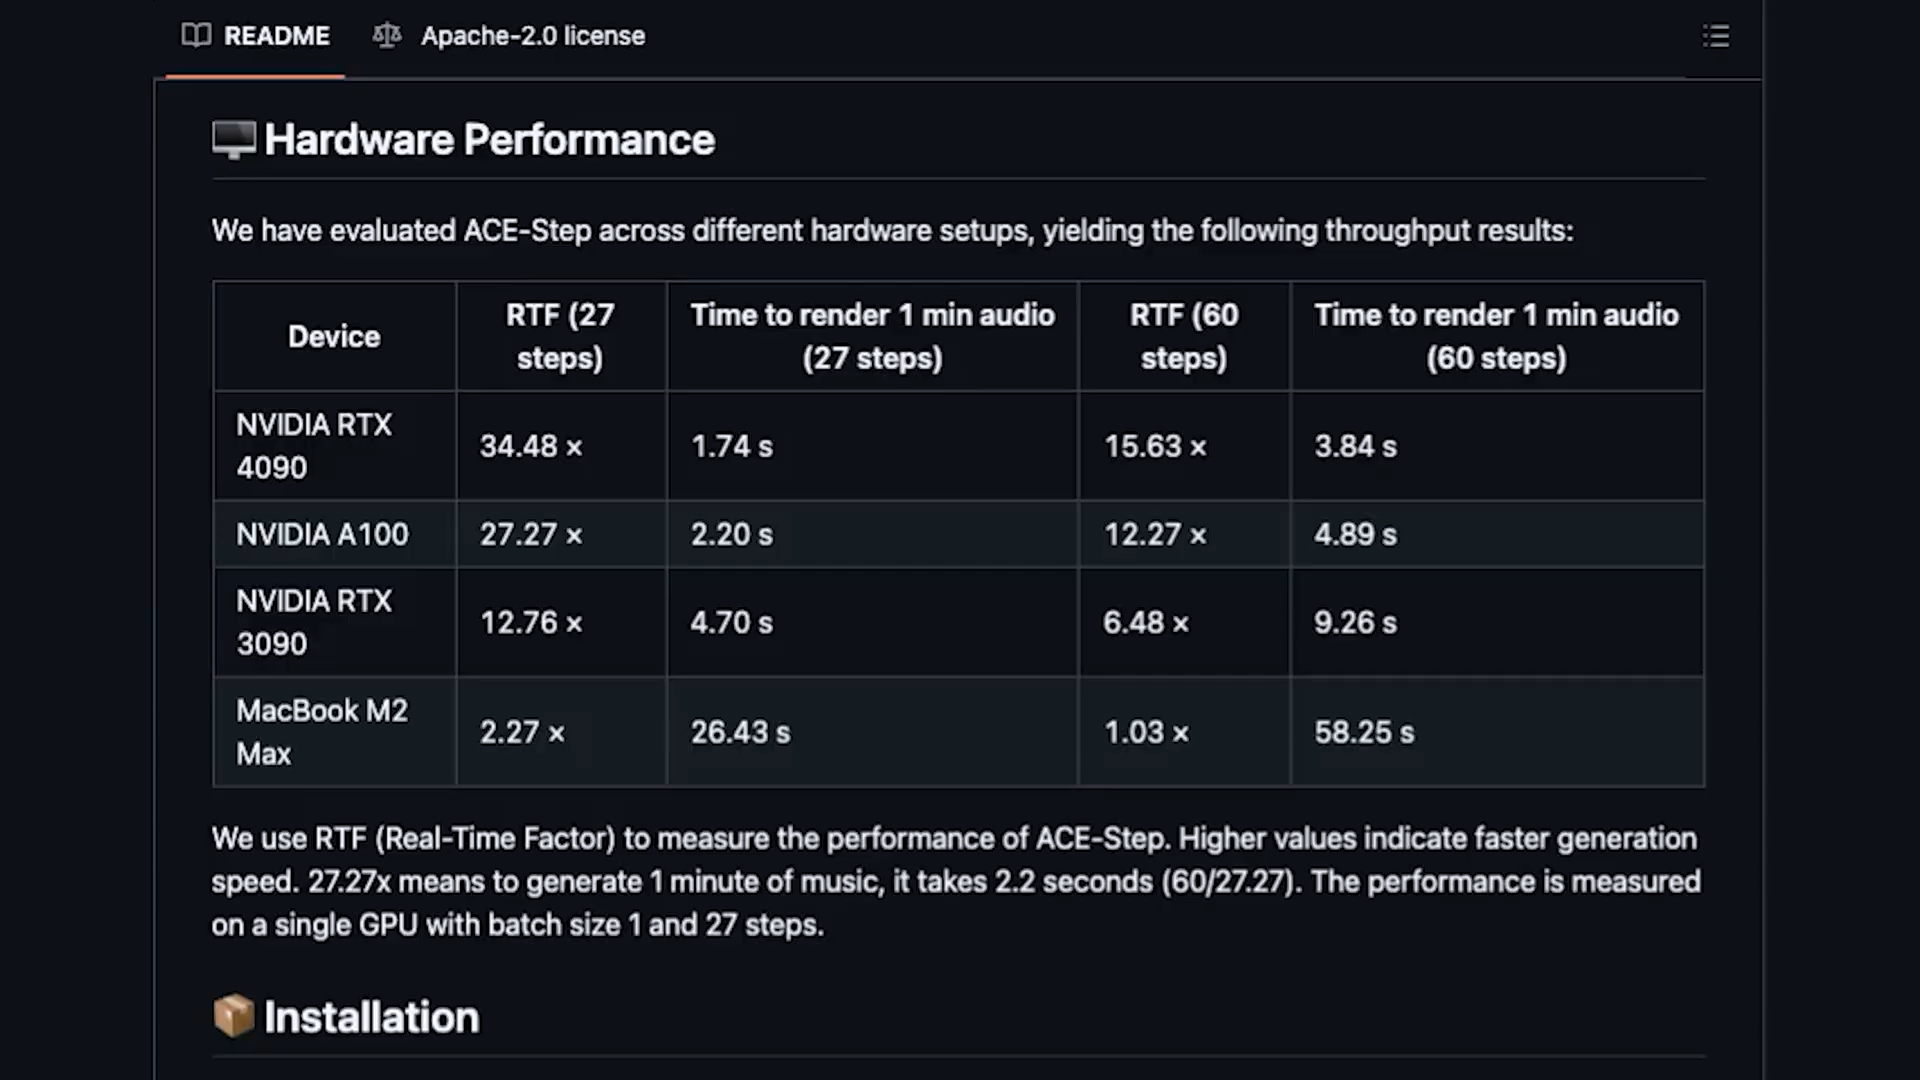 README Apache-2.0 license
Hardware Performance
We have evaluated ACE-Step across different hardware setups, yielding the following throughput results:
Device RTF (27 steps) Time to render 1 min audio (27 steps) RTF (60 steps) Time to render 1 min audio (60 steps)
NVIDIA RTX 4090 34.48 × 1.74 s 15.63 × 3.84 s
NVIDIA A100 27.27 × 2.20 s 12.27 × 4.89 s
NVIDIA RTX 3090 12.76 × 4.70 s 6.48 × 9.26 s
MacBook M2 Max 2.27 × 26.43 s 1.03 × 58.25 s
We use RTF (Real-Time Factor) to measure the performance of ACE-Step. Higher values indicate faster generation
speed. 27.27x means to generate 1 minute of music, it takes 2.2 seconds (60/27.27). The performance is measured
on a single GPU with batch size 1 and 27 steps.
Installation